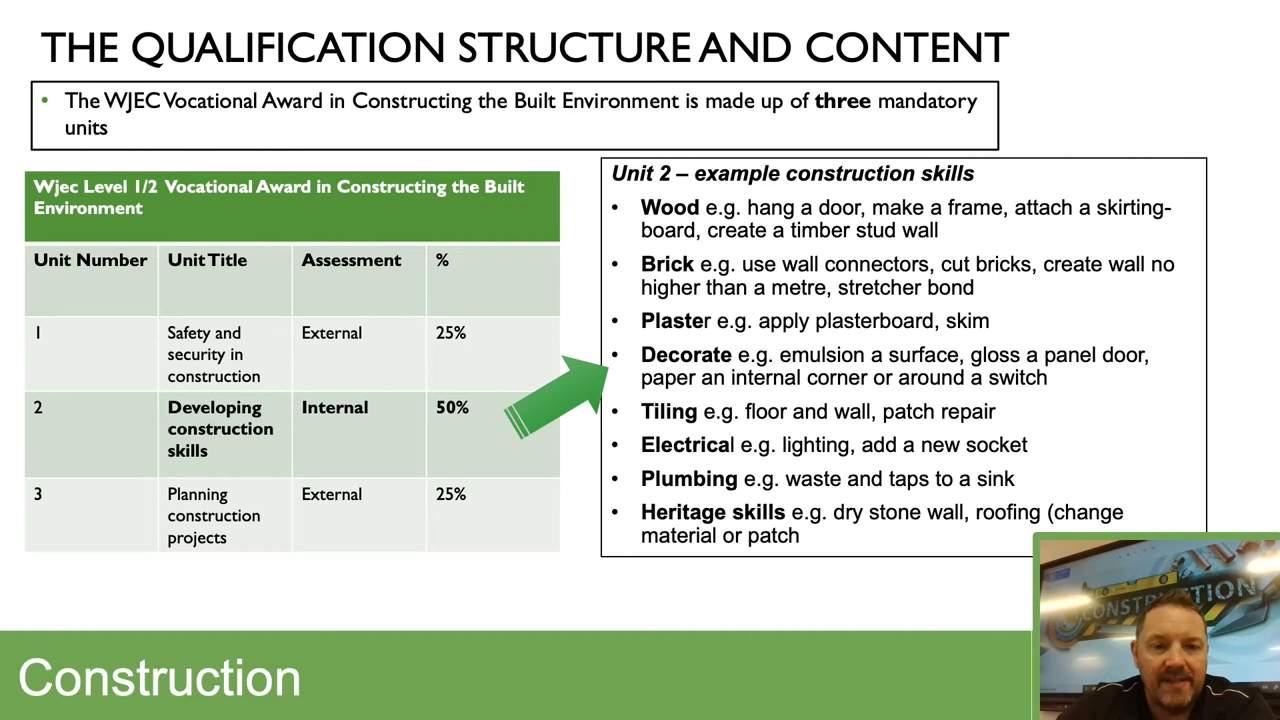 THE QUALIFICATION STRUCTURE AND CONTENT
• The WJEC Vocational Award in Constructing the Built Environment is made up of three mandatory
units
Wjec Level 1/2 Vocational Award in Constructing the Built
Environment
Unit Number Unit Title Assessment %
1 Safety and External 25%
security in
construction
2 Developing Internal 50%
construction
skills
3 Planning External 25%
construction
projects
Unit 2 – example construction skills
• Wood e.g. hang a door, make a frame, attach a skirting-
board, create a timber stud wall
• Brick e.g. use wall connectors, cut bricks, create wall no
higher than a metre, stretcher bond
• Plaster e.g. apply plasterboard, skim
• Decorate e.g. emulsion a surface, gloss a panel door,
paper an internal corner or around a switch
• Tiling e.g. floor and wall, patch repair
• Electrical e.g. lighting, add a new socket
• Plumbing e.g. waste and taps to a sink
• Heritage skills e.g. dry stone wall, roofing (change
material or patch
CONSTRUCTION
Construction